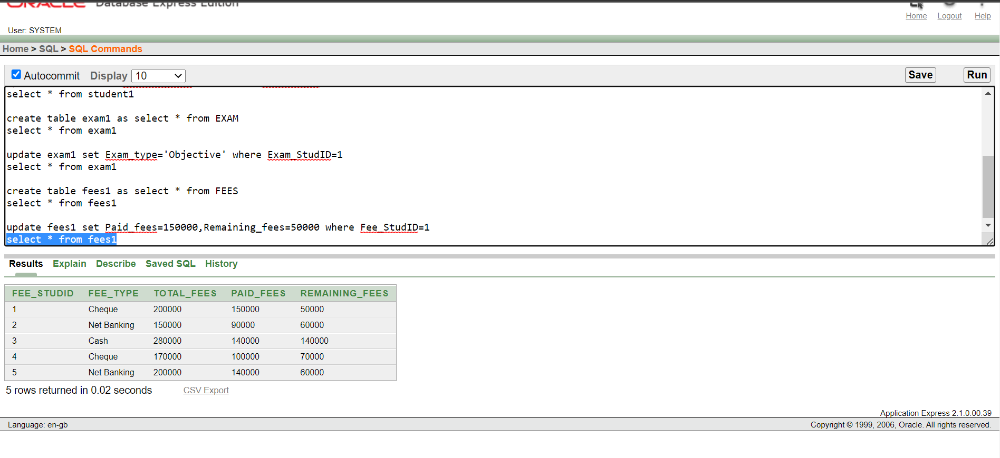 ORACLE Database Express Edition
Home Logout Help
User: SYSTEM
Home > SQL > SQL Commands
Autocommit Display 10 Save Run
select * from student1
create table exam1 as select * from EXAM
select * from exam1
update exam1 set Exam_type='Objective' where Exam_StudID=1
select * from exam1
create table fees1 as select * from FEES
select * from fees1
update fees1 set Paid_fees=150000,Remaining_fees=50000 where Fee_StudID=1
select * from fees1
Results Explain Describe Saved SQL History
FEE_STUDID FEE_TYPE TOTAL_FEES PAID_FEES REMAINING_FEES
1 Cheque 200000 150000 50000
2 Net Banking 150000 90000 60000
3 Cash 280000 140000 140000
4 Cheque 170000 100000 70000
5 Net Banking 200000 140000 60000
5 rows returned in 0.02 seconds CSV Export
Application Express 2.1.0.00.39
Language: en-gb Copyright © 1999, 2006, Oracle. All rights reserved.